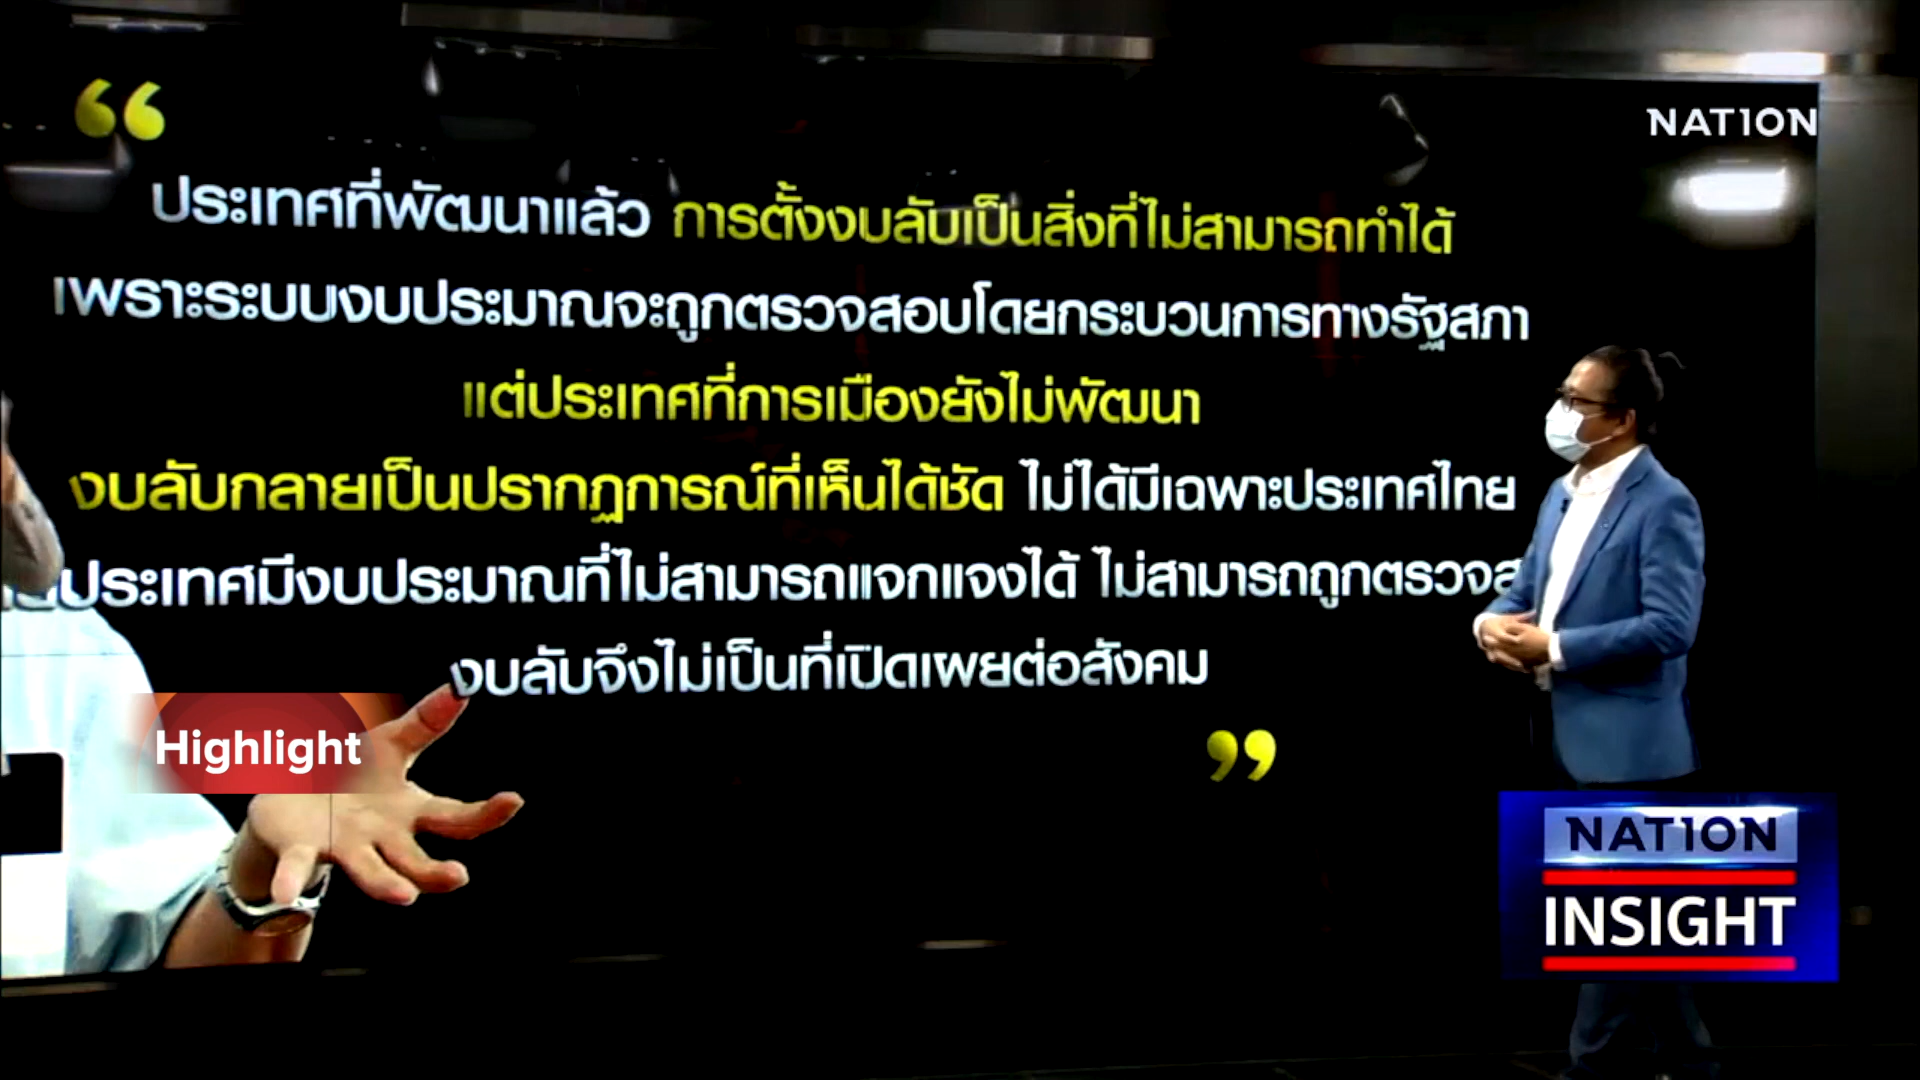 “
NATION
ประเทศที่พัฒนาแล้ว การตั้งงบลับเป็นสิ่งที่ไม่สามารถทำได้
เพราะระบบงบประมาณจะถูกตรวจสอบโดยกระบวนการทางรัฐสภา
แต่ประเทศที่การเมืองยังไม่พัฒนา
งบลับกลายเป็นปรากฏการณ์ที่เห็นได้ชัด ไม่ได้มีเฉพาะประเทศไทย
ประเทศมีงบประมาณที่ไม่สามารถแจกแจงได้ ไม่สามารถถูกตรวจส
งบลับจึงไม่เป็นที่เปิดเผยต่อสังคม
”
Highlight
NATION
INSIGHT